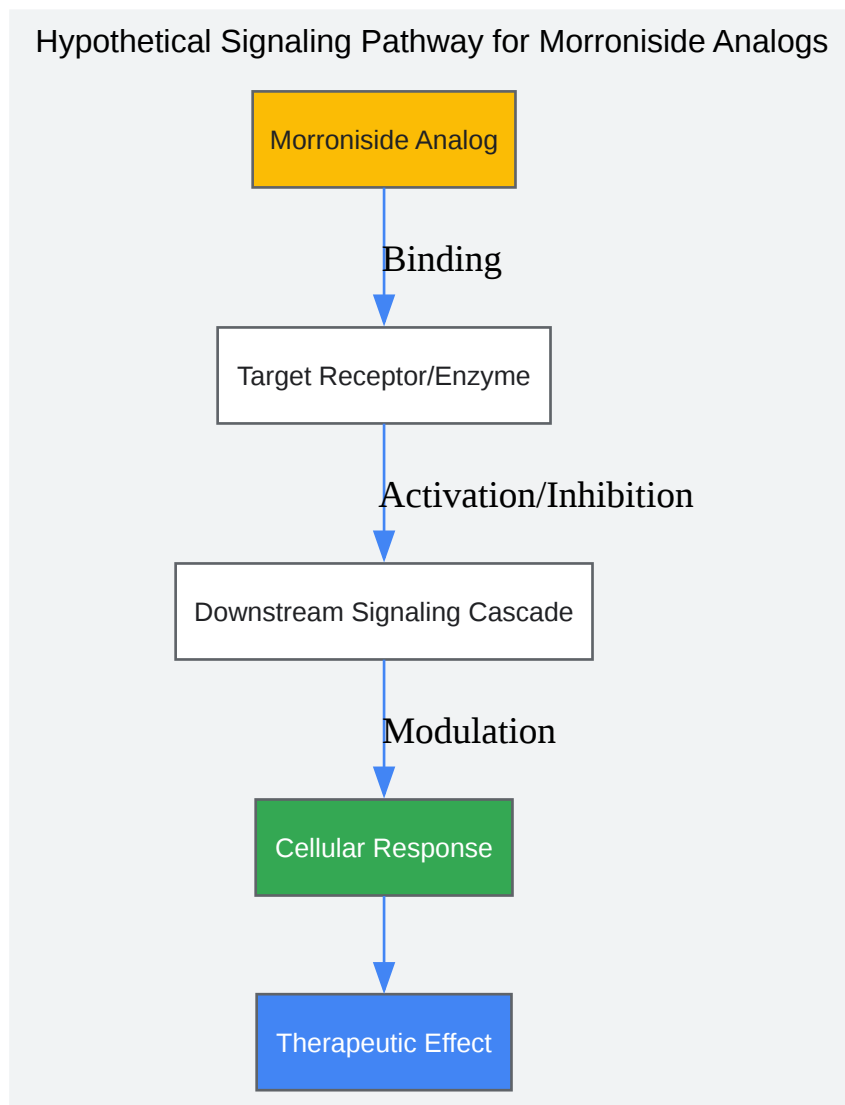 Hypothetical Signaling Pathway for Morroniside Analogs
Morroniside Analog
Binding
Target Receptor/Enzyme
Activation/Inhibition
Downstream Signaling Cascade
Modulation
Cellular Response
Therapeutic Effect